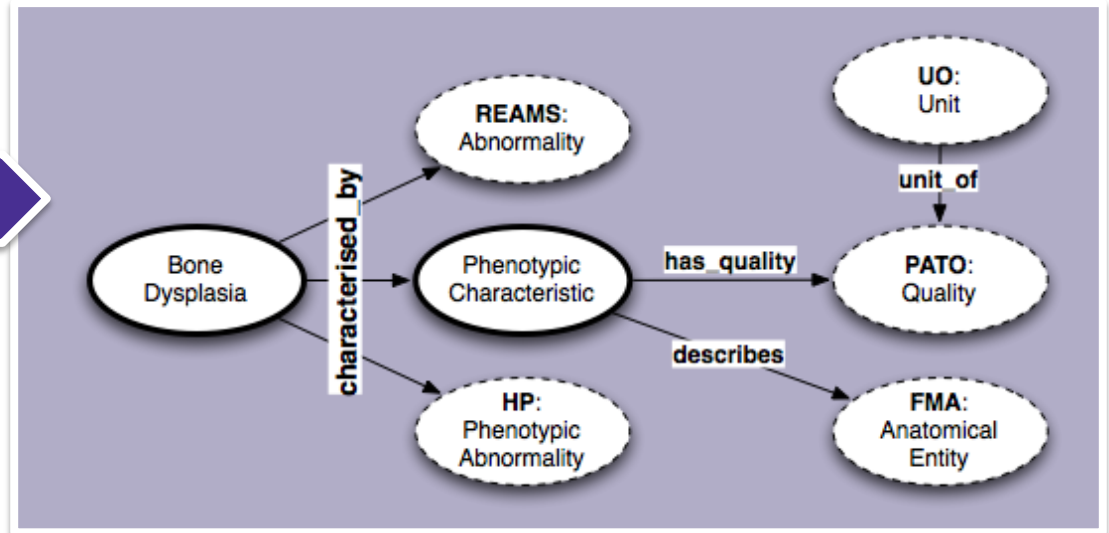 UO:
Unit
REAMS:
Abnormality
unit_of
characterised_by
Bone
Dysplasia
Phenotypic
Characteristic
has_quality
PATO:
Quality
describes
HP:
Phenotypic
Abnormality
FMA:
Anatomical
Entity